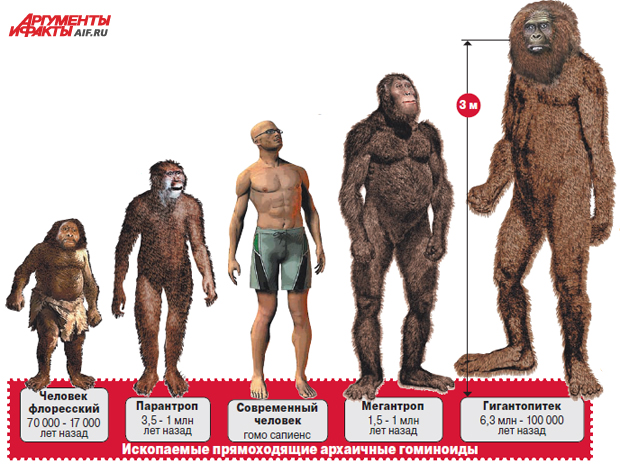 АРГУМЕНТЫ
И ФАКТЫ AIF.RU
3 м
Человек
флоресский
70 000 - 17 000
лет назад
Парантроп
3,5 - 1 млн
лет назад
Современный
человек
гомо сапиенс
Мегантроп
1,5 - 1 млн
лет назад
Гигантопитек
6,3 млн - 100 000
лет назад
Ископаемые прямоходящие архаичные гоминоиды